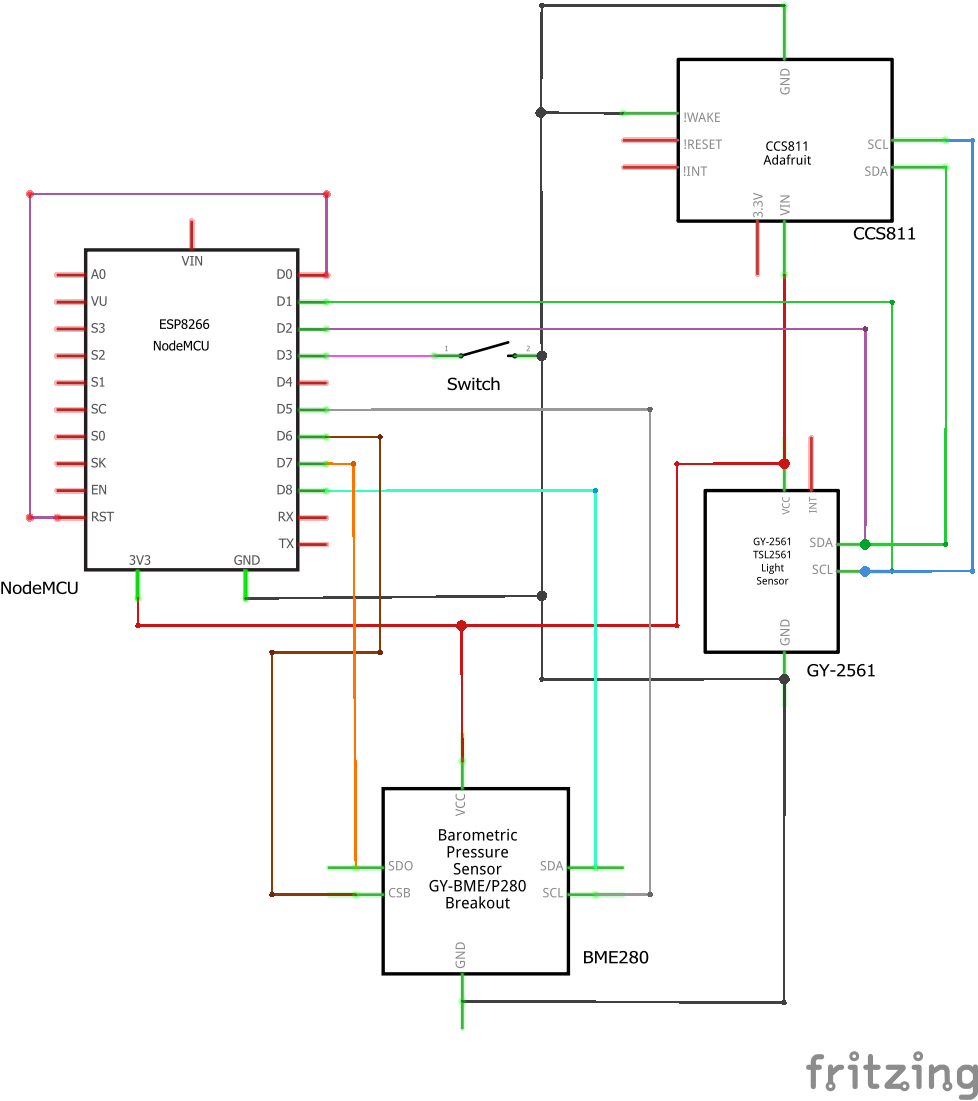 GND
!WAKE
!RESET
!INT
CCS811
Adafruit
SCL
SDA
3.3V
VIN
CCS811
VIN
A0
VU
S3
S2
S1
SC
S0
SK
EN
RST
ESP8266
NodeMCU
D0
D1
D2
D3
D4
D5
D6
D7
D8
RX
TX
3V3
GND
NodeMCU
1
2
Switch
VCC
INT
GY-2561
TSL2561
Light
Sensor
SDA
SCL
GND
GY-2561
VCC
Barometric
Pressure
Sensor
GY-BME/P280
Breakout
SDO
CSB
SDA
SCL
GND
BME280
fritzing